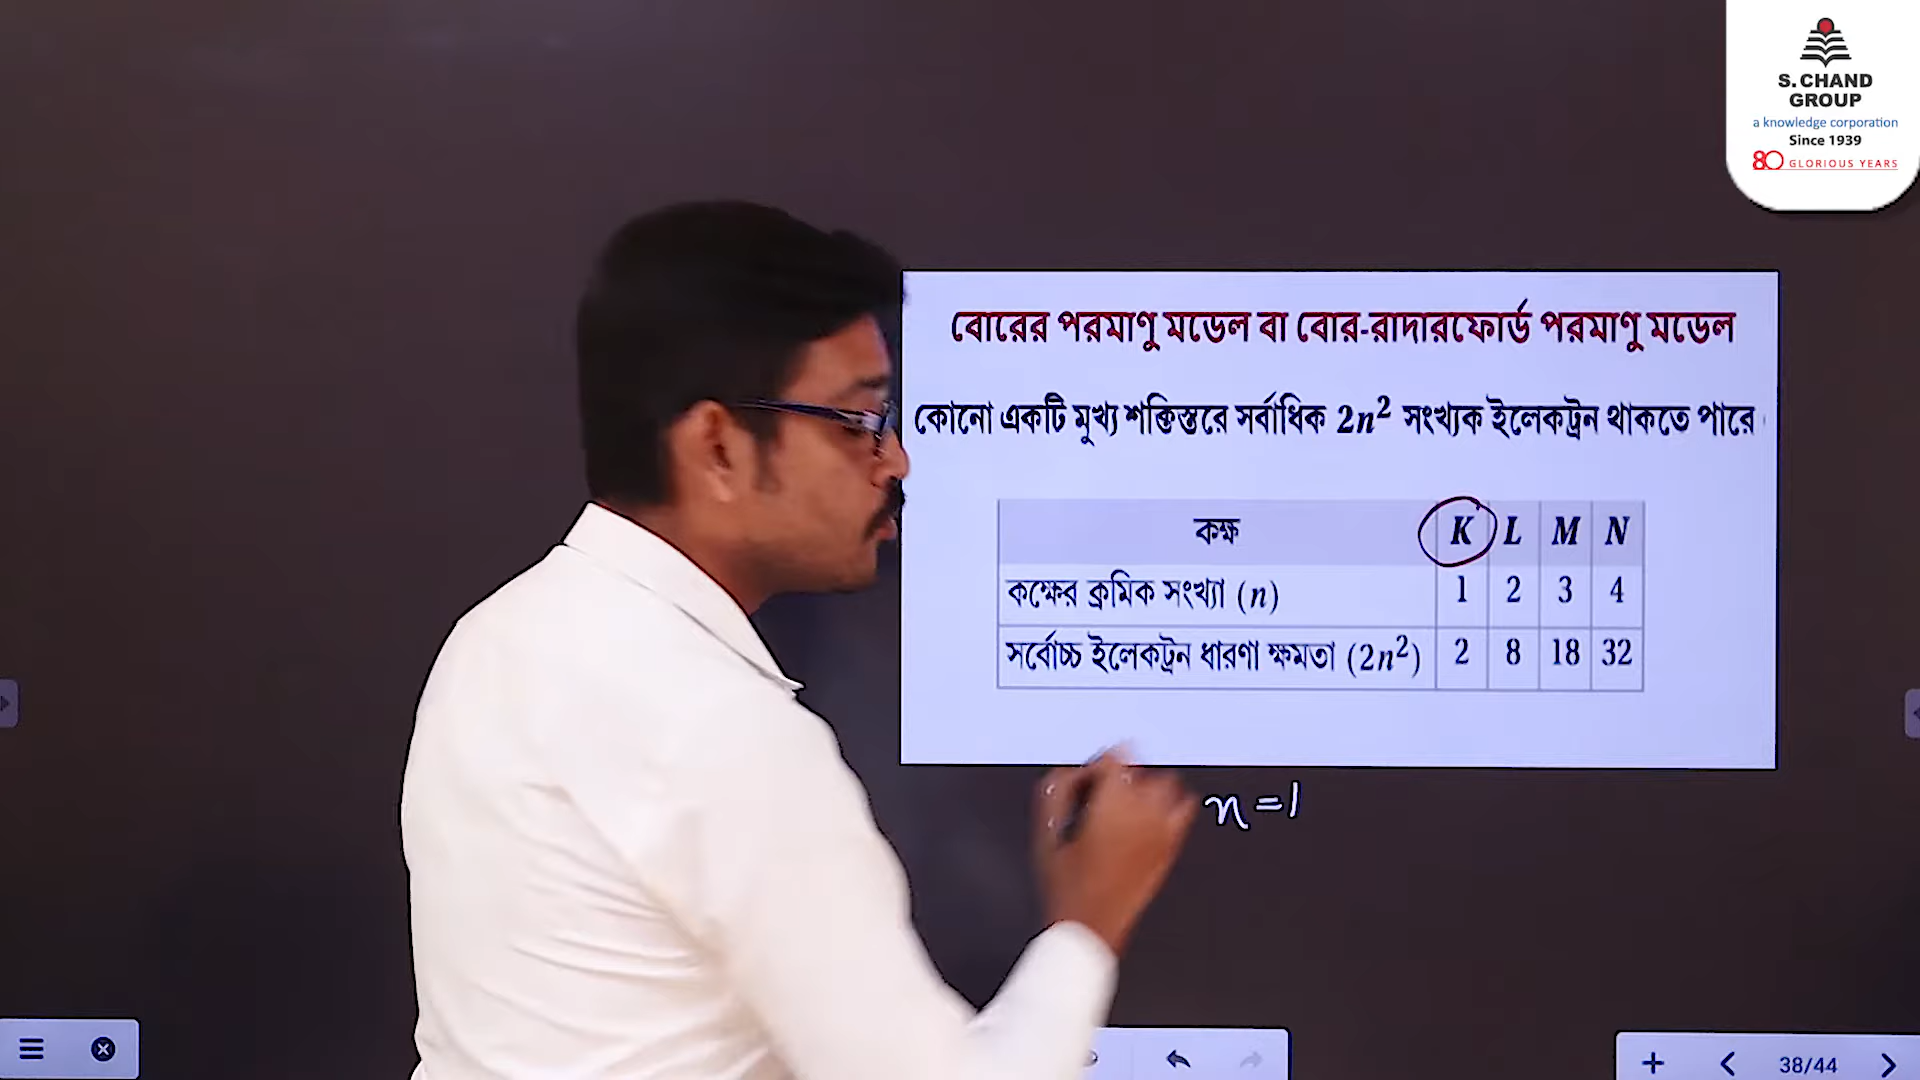 S. CHAND
GROUP
a knowledge corporation
Since 1939
80 GLORIOUS YEARS
বোরের পরমাণু মডেল বা বোর-রাদারফোর্ড পরমাণু মডেল
কোনো একটি মুখ্য শক্তিস্তরে সর্বাধিক 2n² সংখ্যক ইলেকট্রন থাকতে পারে
কক্ষ K L M N
কক্ষের ক্রমিক সংখ্যা (n) 1 2 3 4
সর্বোচ্চ ইলেকট্রন ধারণা ক্ষমতা (2n²) 2 8 18 32
n = 1
38/44